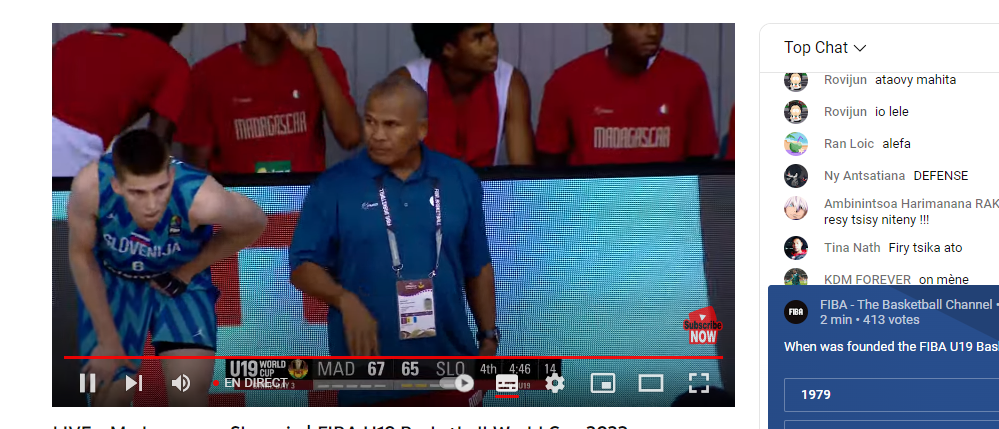 MADAGASCAR
MADAGASCAR
SLOVENIJA
8
Subscribe
NOW
U19 WORLD CUP
MAD 67 65 SLO 4th 4:46 14
EN DIRECT
Top Chat
Rovijun ataovy mahita
Rovijun io lele
Ran Loic alefa
Ny Antsatiana DEFENSE
Ambinintsoa Harimanana RAK
resy tsisy niteny !!!
Tina Nath Firy tsika ato
KDM FOREVER on mène
FIBA
FIBA - The Basketball Channel •
2 min • 413 votes
When was founded the FIBA U19 Bas
1979